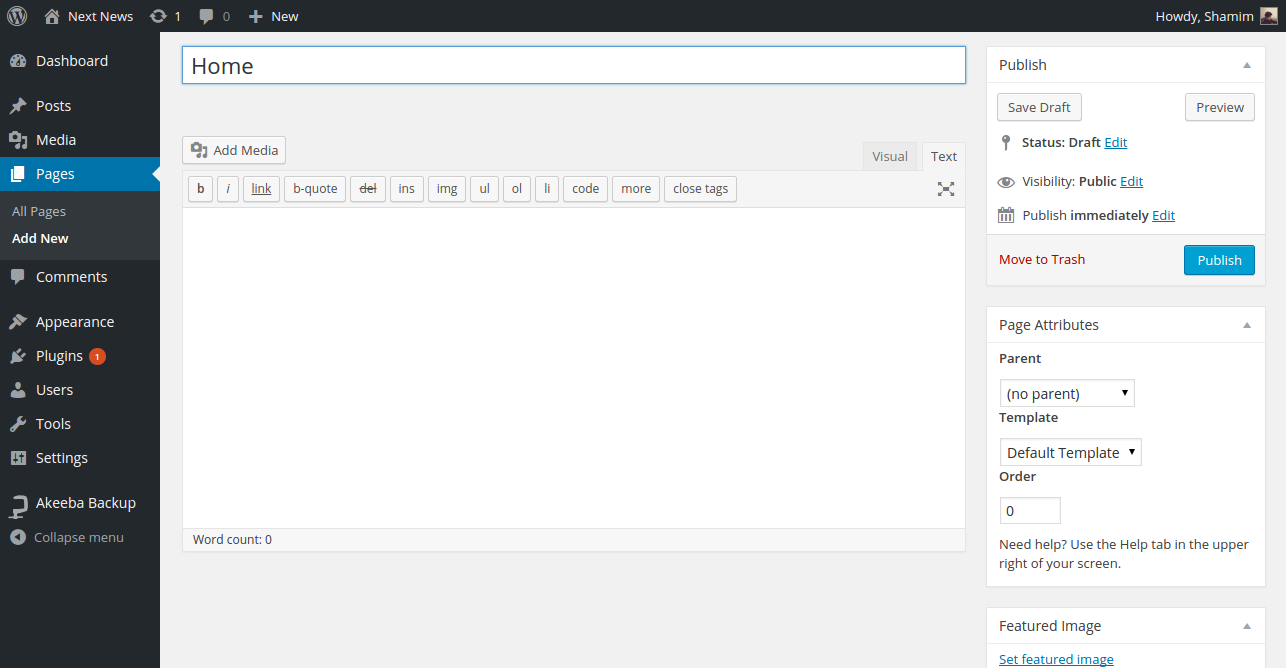 Next News 1 0 New Howdy, Shamim
Dashboard
Posts
Media
Pages
All Pages
Add New
Comments
Appearance
Plugins 1
Users
Tools
Settings
Akeeba Backup
Collapse menu
Home
Add Media
Visual Text
b i link b-quote del ins img ul ol li code more close tags
Word count: 0
Publish
Save Draft Preview
Status: Draft Edit
Visibility: Public Edit
Publish immediately Edit
Move to Trash Publish
Page Attributes
Parent
(no parent)
Template
Default Template
Order
0
Need help? Use the Help tab in the upper
right of your screen.
Featured Image
Set featured image